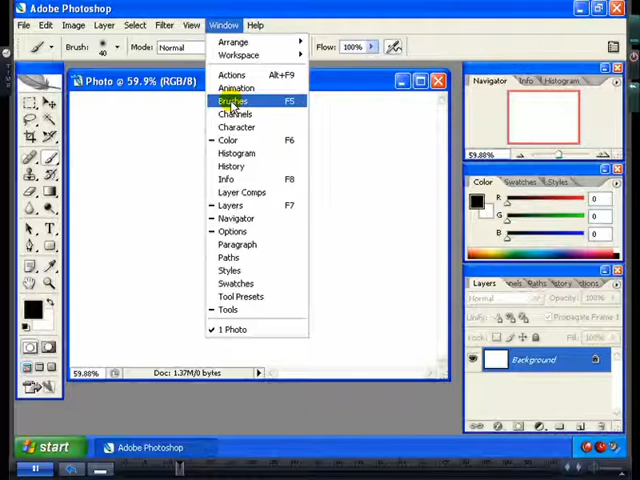 Adobe Photoshop
File Edit Image Layer Select Filter View Window Help
Brush: 40 Mode: Normal Flow: 100%
Photo @ 59.9% (RGB/8)
Arrange
Workspace
Actions Alt+F9
Animation
Brushes F5
Channels
Character
Color F6
Histogram
History
Info F8
Layer Comps
Layers F7
Navigator
Options
Paragraph
Paths
Styles
Swatches
Tool Presets
Tools
1 Photo
59.88% Doc: 1.37M/0 bytes
Navigator Info Histogram
59.88%
Color Swatches Styles
R 0
G 0
B 0
Layers Paths
Normal Opacity: 100%
Unify: Propagate Frame 1
Lock: Fill: 100%
Background
start Adobe Photoshop